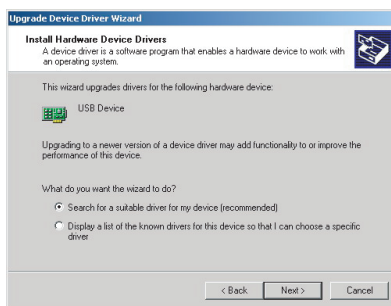 Upgrade Device Driver Wizard
Install Hardware Device Drivers
A device driver is a software program that enables a hardware device to work with
an operating system.
This wizard upgrades drivers for the following hardware device:
USB Device
Upgrading to a newer version of a device driver may add functionality to or improve the
performance of this device.
What do you want the wizard to do?
Search for a suitable driver for my device (recommended)
Display a list of the known drivers for this device so that I can choose a specific
driver
< Back
Next >
Cancel